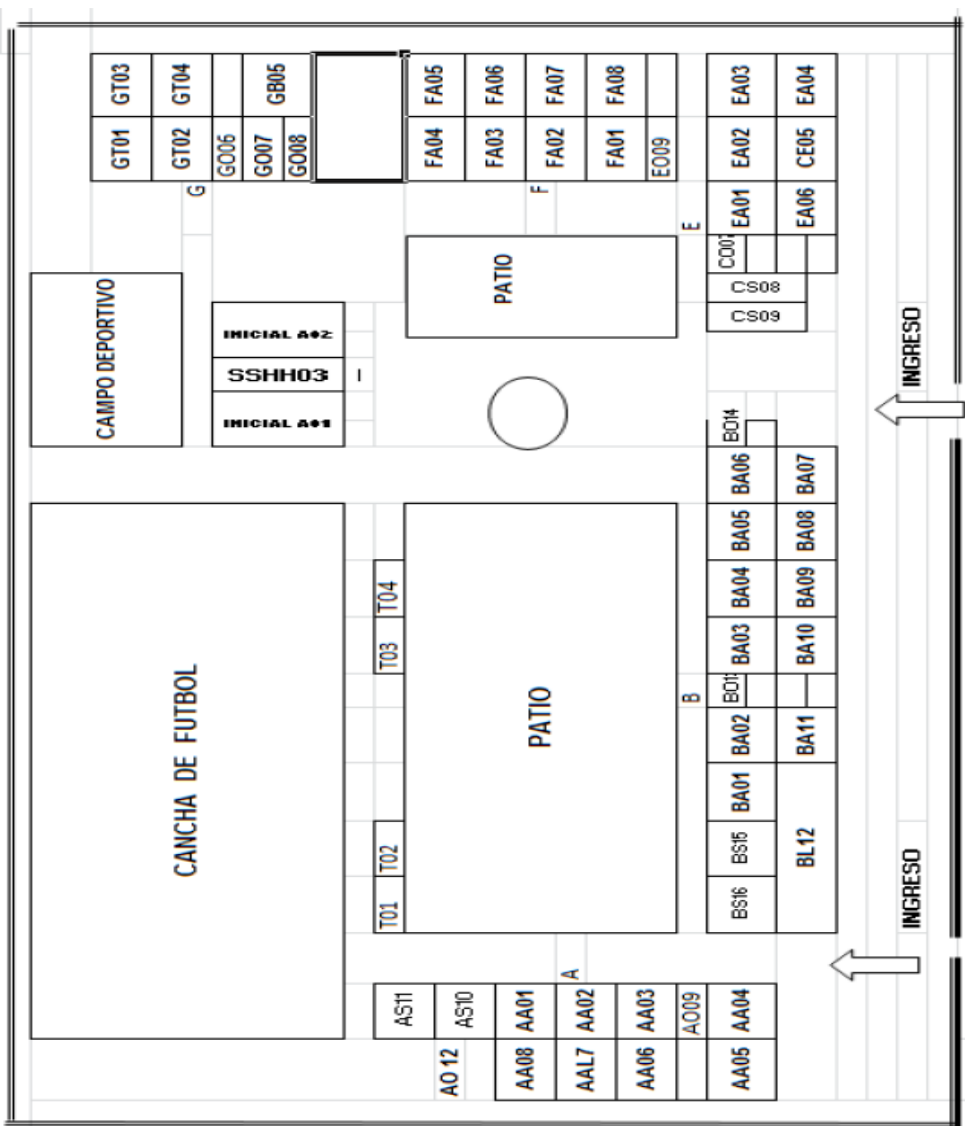 GT03
GT04
GB05
FA05
FA06
FA07
FA08
EA03
EA04
GT01
GT02
GO06
GO07
GO08
FA04
FA03
FA02
FA01
EO09
EA02
CE05
G
F
E
EA01
EA06
CO07
CS08
CS09
PATIO
CAMPO DEPORTIVO
INICIAL A02
SSHH03
INICIAL A01
I
INGRESO
BO14
BA06
BA07
BA05
BA08
BA04
BA09
BA03
BA10
T04
T03
CANCHA DE FUTBOL
PATIO
B
BA02
BA11
BA01
BS15
BL12
BS16
T02
T01
INGRESO
A
AS11
AS10
AA01
AA02
AA03
AO09
AA04
AO 12
AA08
AAL7
AA06
AA05